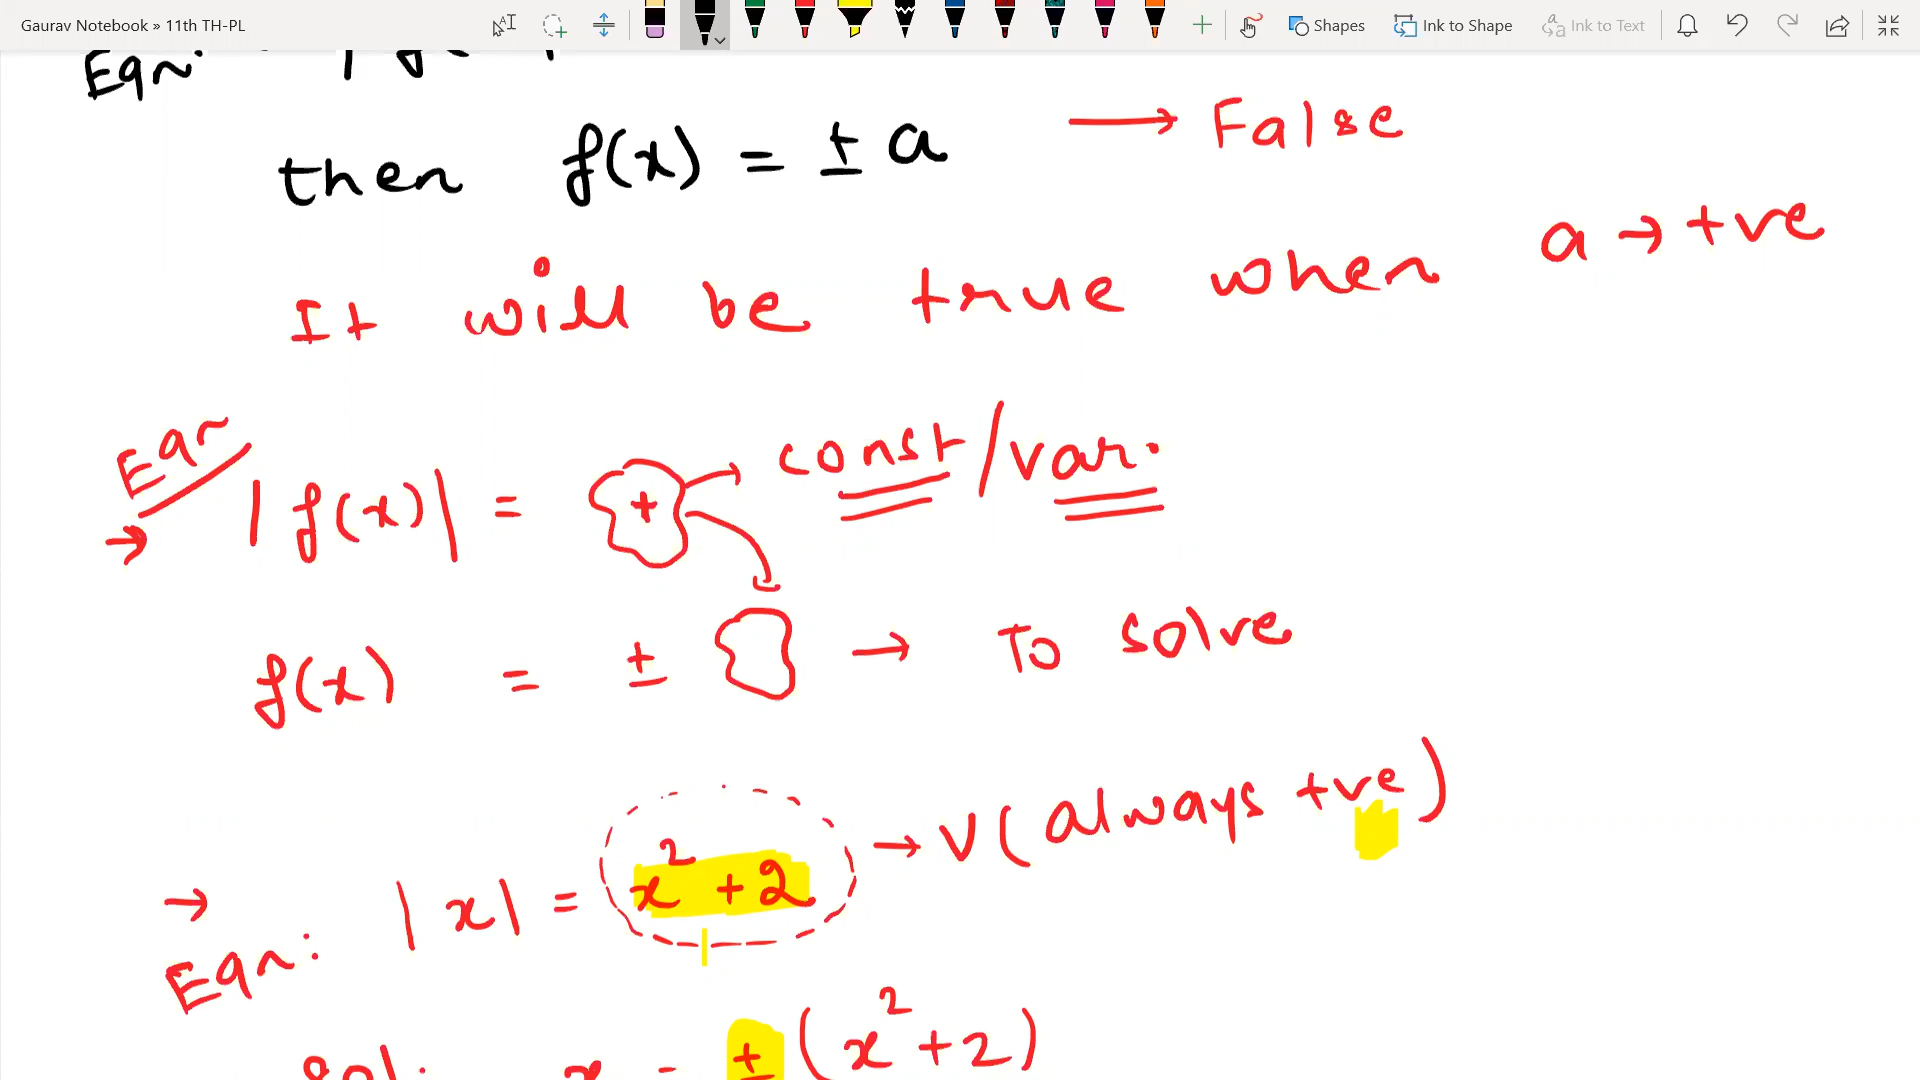 Gaurav Notebook » 11th TH-PL
Shapes
Ink to Shape
Ink to Text
Eqn:
then f(x) = ± a → False
It will be true when a → +ve
Eqn
→ |f(x)| = + const/var.
f(x) = ± → To solve
→ |x| = x² + 2 → V (always +ve)
Eqn:
x = ± (x² + 2)